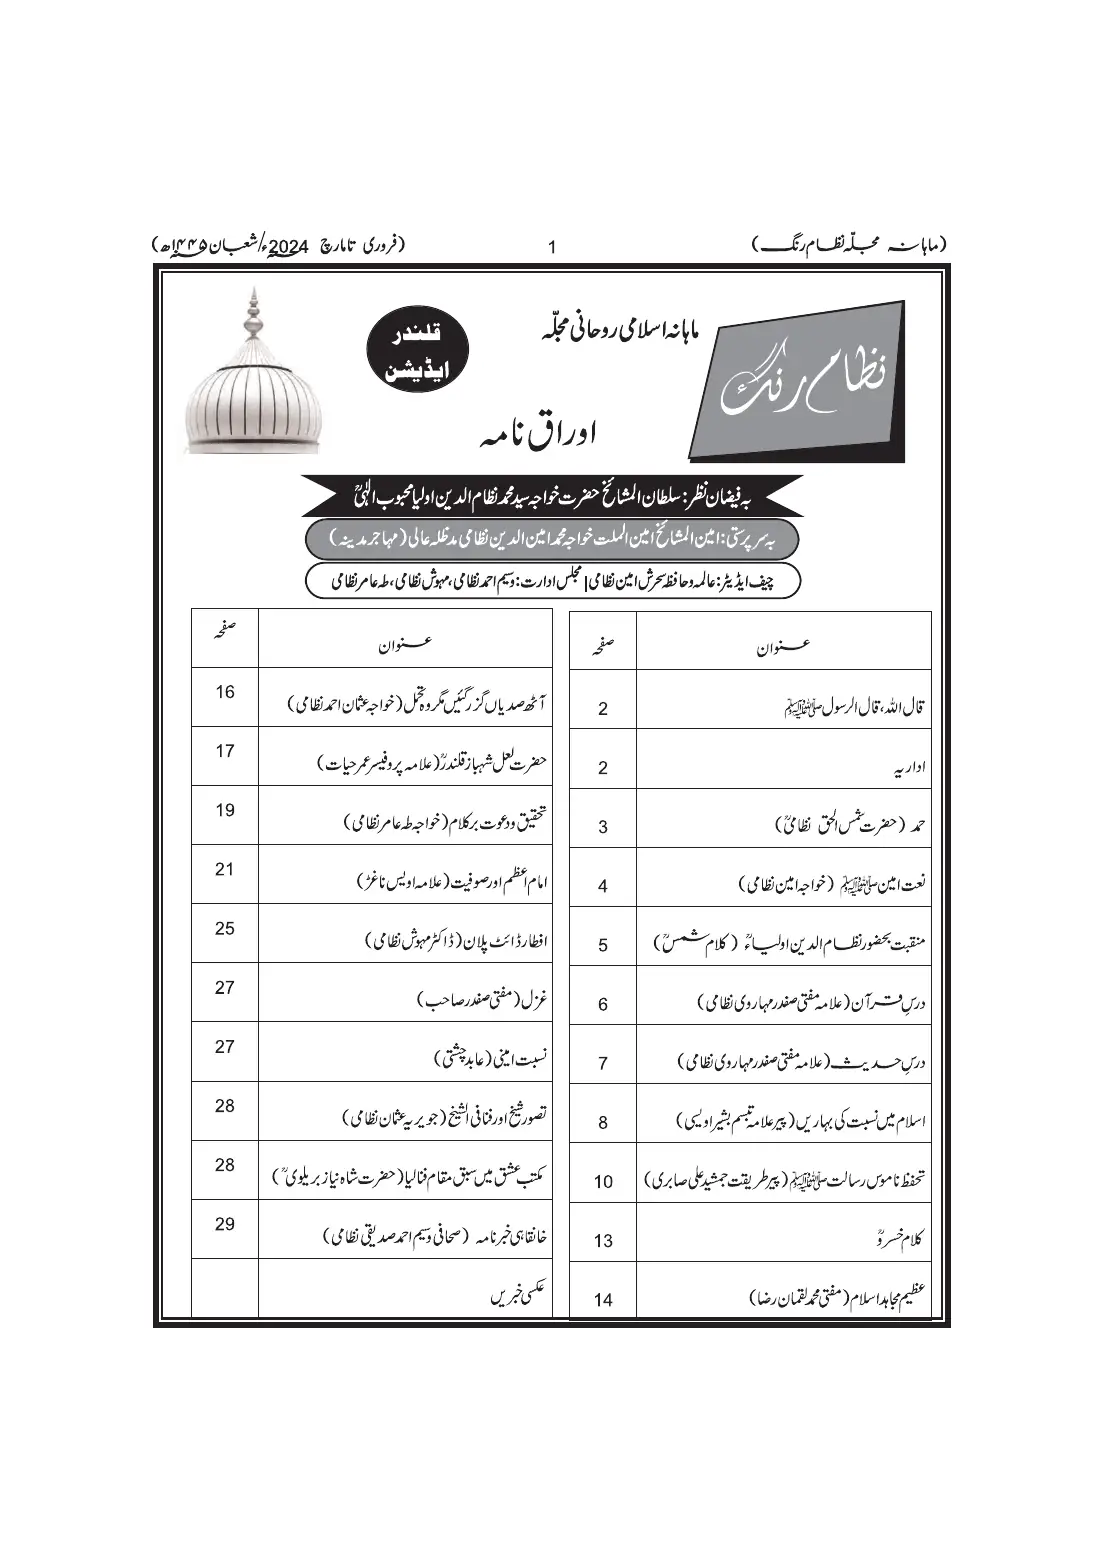 (ماہانہ مجلّہ نظام رنگ)
1
(فروری تا مارچ 2024ء/شعبان ۱۴۴۵ھ)
نظام رنگ
ماہانہ اسلامی روحانی مجلّہ
قلندر
ایڈیشن
اوراق نامہ
بہ فیضان نظر: سلطان المشائخ حضرت خواجہ سید محمد نظام الدین اولیا محبوب الٰہیؒ
بہ سرپرستی: امین المشائخ امین الملت خواجہ محمد امین الدین نظامی مدظلہ عالی (مہاجر مدینہ)
چیف ایڈیٹر: عالمہ و حافظہ سحرش امین نظامی | مجلس ادارت: وسیم احمد نظامی، مہوش نظامی، طہ عامر نظامی
عنوان صفحہ
قال اللہ، قال الرسول ﷺ 2
اداریہ 2
حمد (حضرت شمس الحق نظامیؒ) 3
نعت امین ﷺ (خواجہ امین نظامی) 4
منقبت بحضور نظام الدین اولیاءؒ (کلام شمسؒ) 5
درسِ قرآن (علامہ مفتی صفدر مہاروی نظامی) 6
درسِ حدیث (علامہ مفتی صفدر مہاروی نظامی) 7
اسلام میں نسبت کی بہاریں (پیر علامہ تبسم بشیر اویسی) 8
تحفظ ناموس رسالت ﷺ (پیر طریقت جمشید علی صابری) 10
کلام خسروؒ 13
عظیم مجاہد اسلام (مفتی محمد لقمان رضا) 14
عنوان صفحہ
آٹھ صدیاں گزر گئیں مگر وہ تجمل (خواجہ عثمان احمد نظامی) 16
حضرت لعل شہباز قلندرؒ (علامہ پروفیسر عمر حیات) 17
تحقیق و دعوت بر کلام (خواجہ طہ عامر نظامی) 19
امام اعظم اور صوفیت (علامہ اویس ناغڑ) 21
افطار ڈائٹ پلان (ڈاکٹر مہوش نظامی) 25
غزل (مفتی صفدر صاحب) 27
نسبت امینی (عابد چشتی) 27
تصور شیخ اور فنا فی الشیخ (جویریہ عثمان نظامی) 28
مکتب عشق میں سبق مقام فنا لیا (حضرت شاہ نیاز بریلویؒ) 28
خانقاہی خبرنامہ (صحافی وسیم احمد صدیقی نظامی) 29
عکسی خبریں